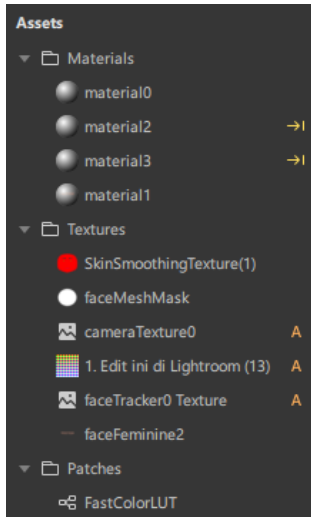 Assets
Materials
material0
material2
material3
material1
Textures
SkinSmoothingTexture(1)
faceMeshMask
cameraTexture0 A
1. Edit ini di Lightroom (13) A
faceTracker0 Texture A
faceFeminine2
Patches
FastColorLUT